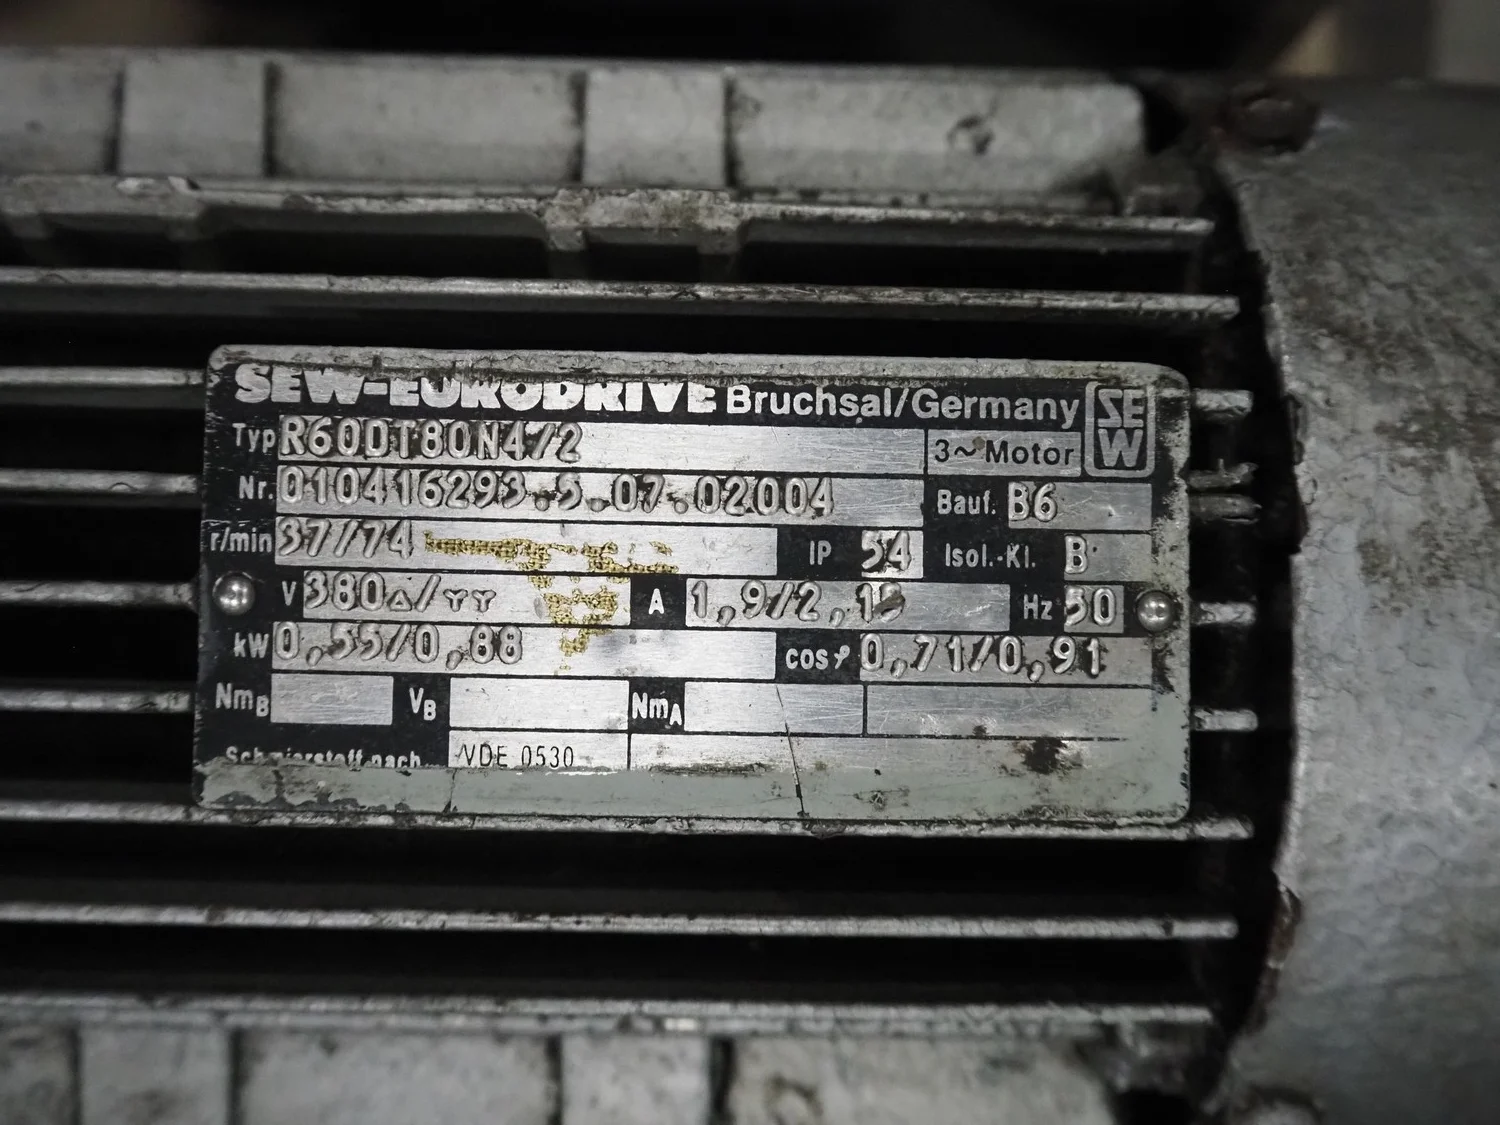 SEW-EURODRIVE Bruchsal/Germany SEW
Typ R60DT80N4/2 3~ Motor
Nr. 010416293.5.07.02004 Bauf. B6
r/min 37/74 IP 54 Isol.-Kl. B
V 380△/YY A 1,9/2,15 Hz 50
kW 0,55/0,88 cosφ 0,71/0,91
NmB VB NmA
Schmierstoff nach VDE 0530